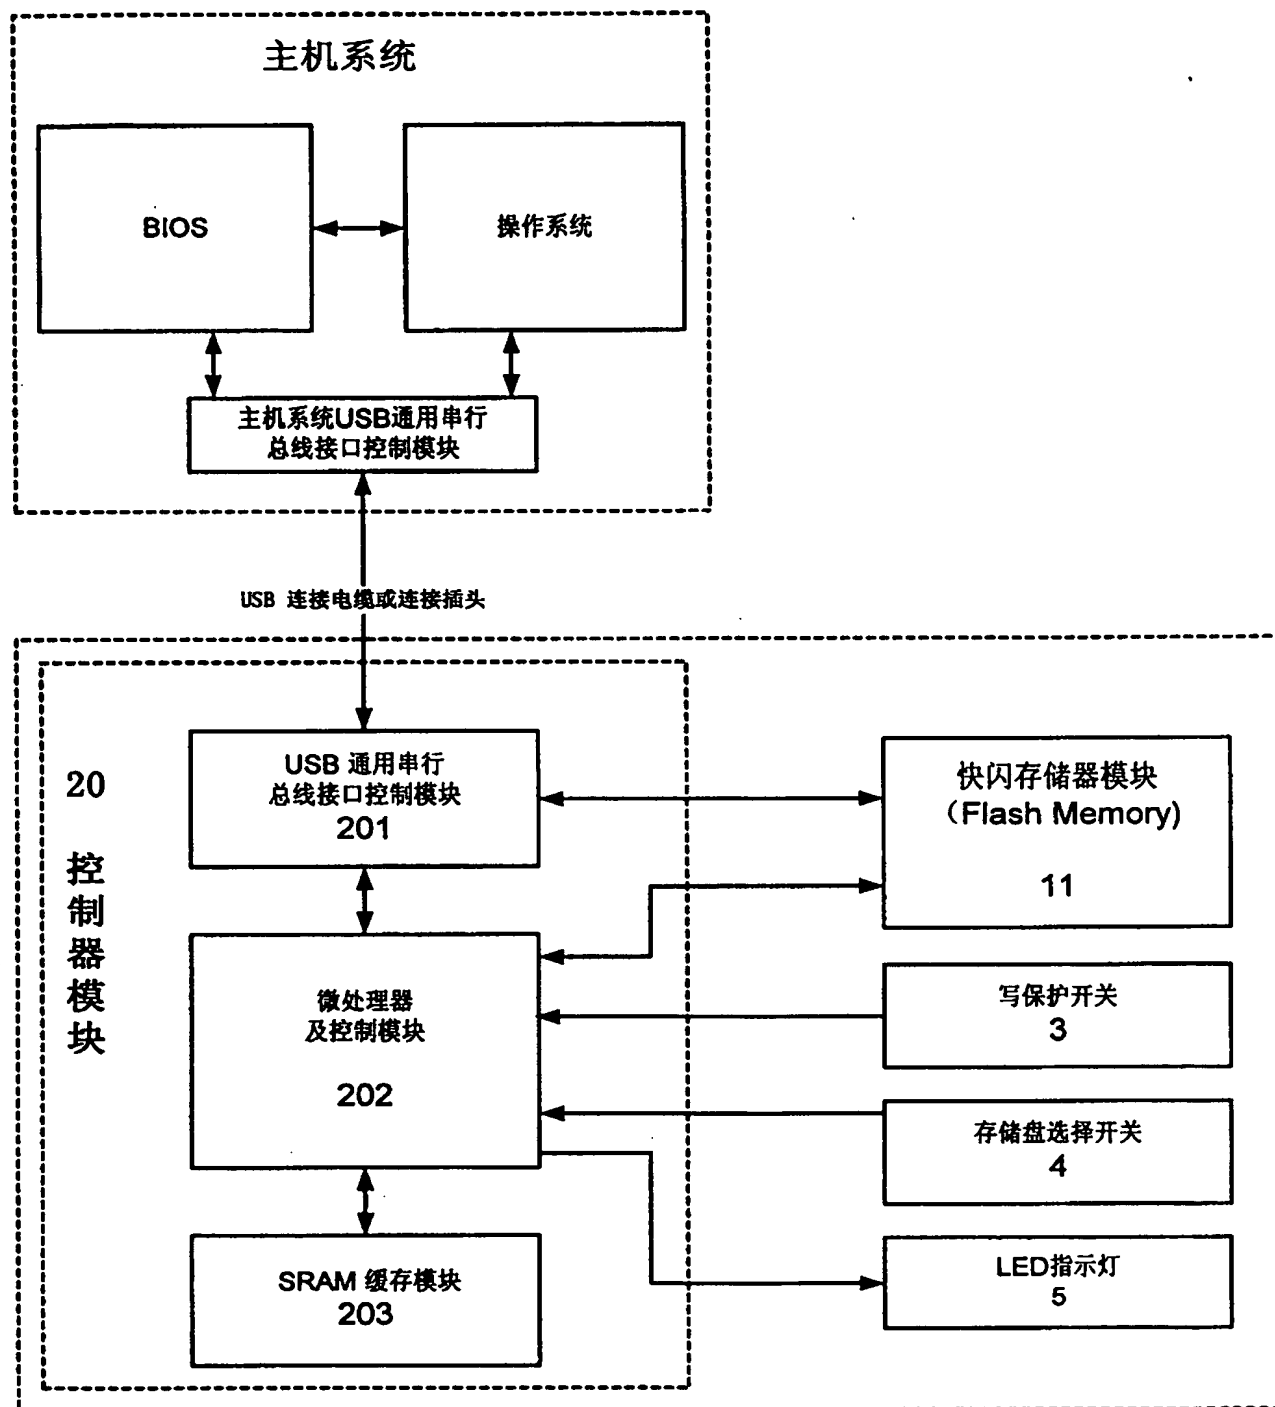 主机系统
BIOS
操作系统
主机系统USB通用串行
总线接口控制模块
USB 连接电缆或连接插头
20
控制器模块
USB 通用串行
总线接口控制模块
201
快闪存储器模块
（Flash Memory)
11
微处理器
及控制模块
202
写保护开关
3
存储盘选择开关
4
SRAM 缓存模块
203
LED指示灯
5